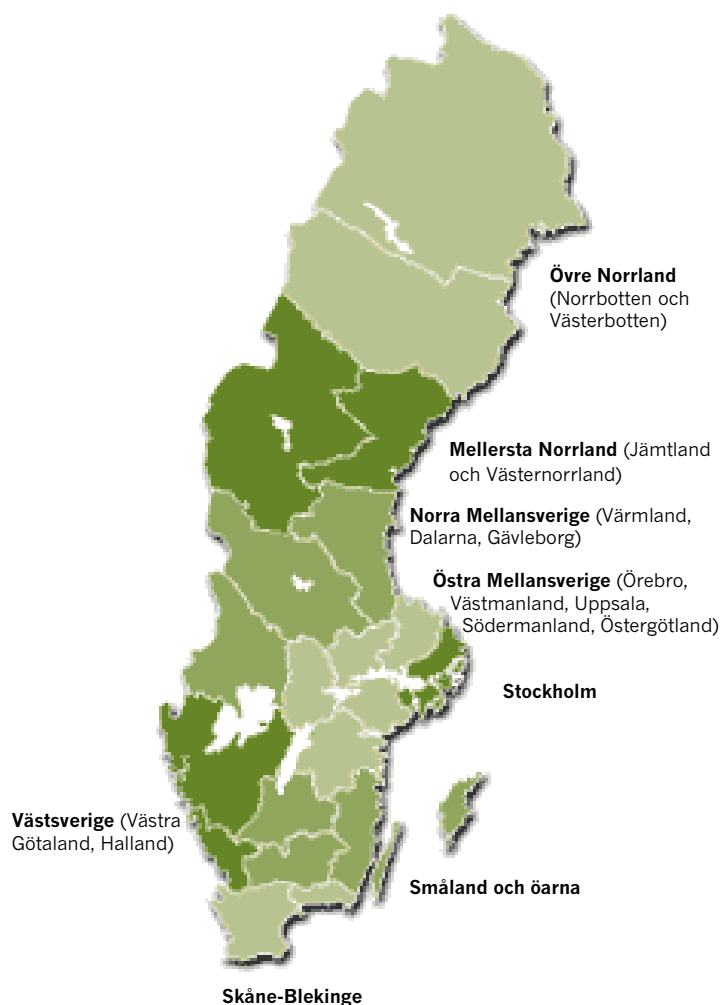 Övre Norrland
(Norrbotten och
Västerbotten)
Mellersta Norrland (Jämtland
och Västernorrland)
Norra Mellansverige (Värmland,
Dalarna, Gävleborg)
Östra Mellansverige (Örebro,
Västmanland, Uppsala,
Södermanland, Östergötland)
Stockholm
Västsverige (Västra
Götaland, Halland)
Småland och öarna
Skåne-Blekinge